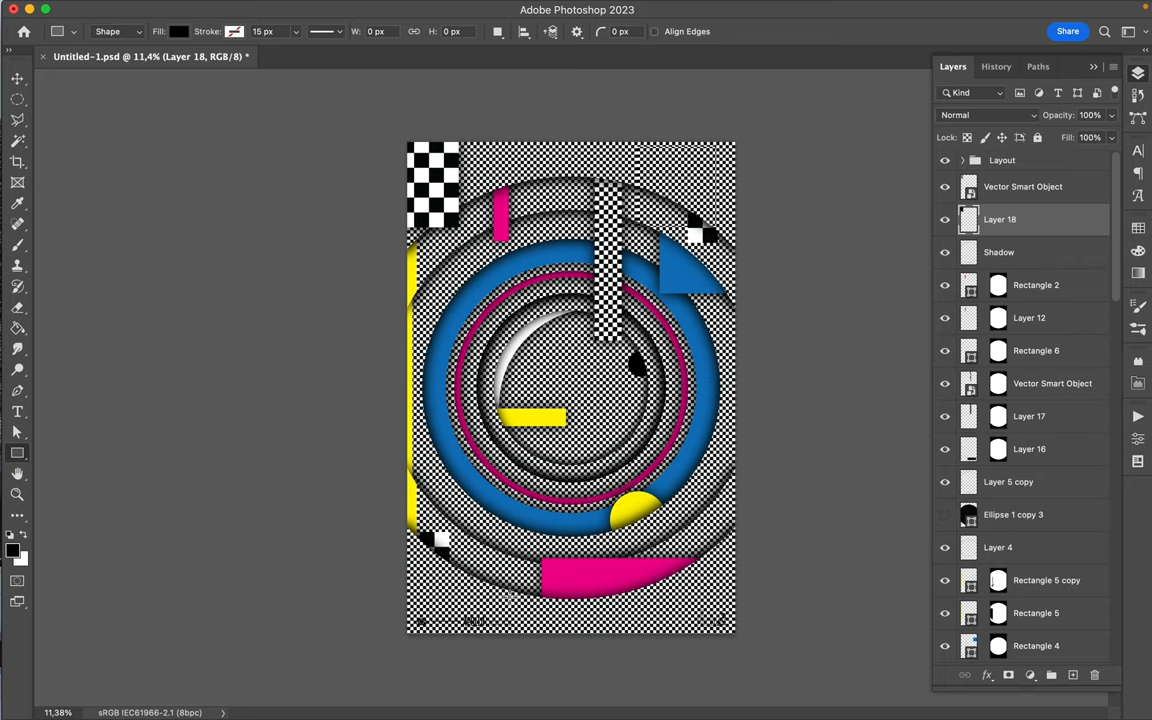 Adobe Photoshop 2023
Shape Fill: Stroke: 15 px W: 0 px H: 0 px 0 px Align Edges Share
Untitled-1.psd @ 11,4% (Layer 18, RGB/8) *
Layers History Paths
Kind
Normal Opacity: 100%
Lock: Fill: 100%
Layout
Vector Smart Object
Layer 18
Shadow
Rectangle 2
Layer 12
Rectangle 6
Vector Smart Object
Layer 17
Layer 16
Layer 5 copy
Ellipse 1 copy 3
Layer 4
Rectangle 5 copy
Rectangle 5
Rectangle 4
11,38% sRGB IEC61966-2.1 (8bpc)